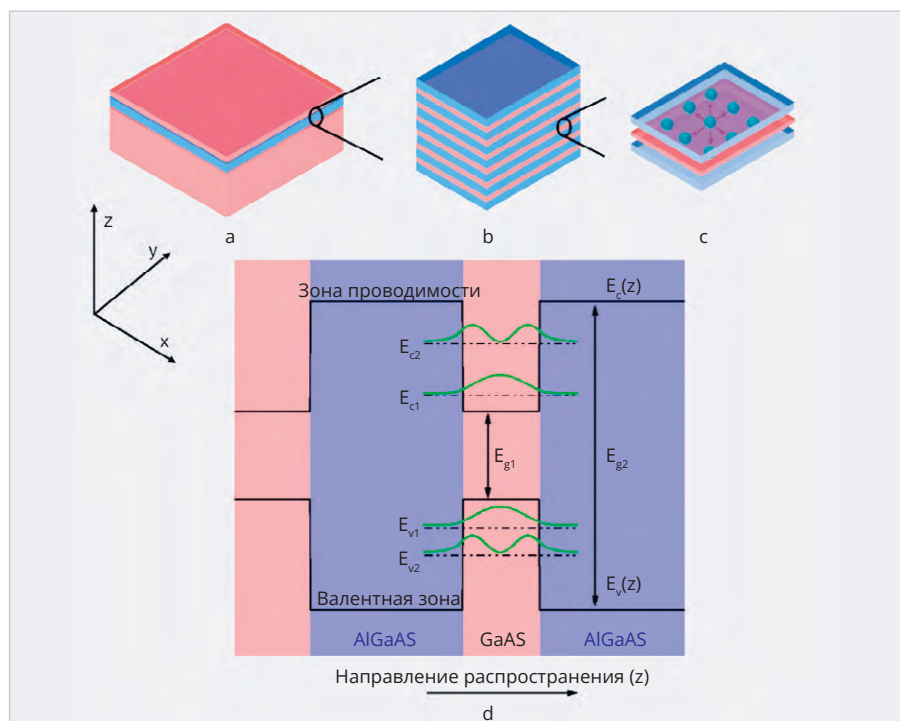 a
b
c
z
y
x
Зона проводимости
E_c(z)
E_c2
E_c1
E_g1
E_g2
E_v1
E_v2
E_v(z)
Валентная зона
AlGaAS
GaAS
AlGaAS
Направление распространения (z)
d